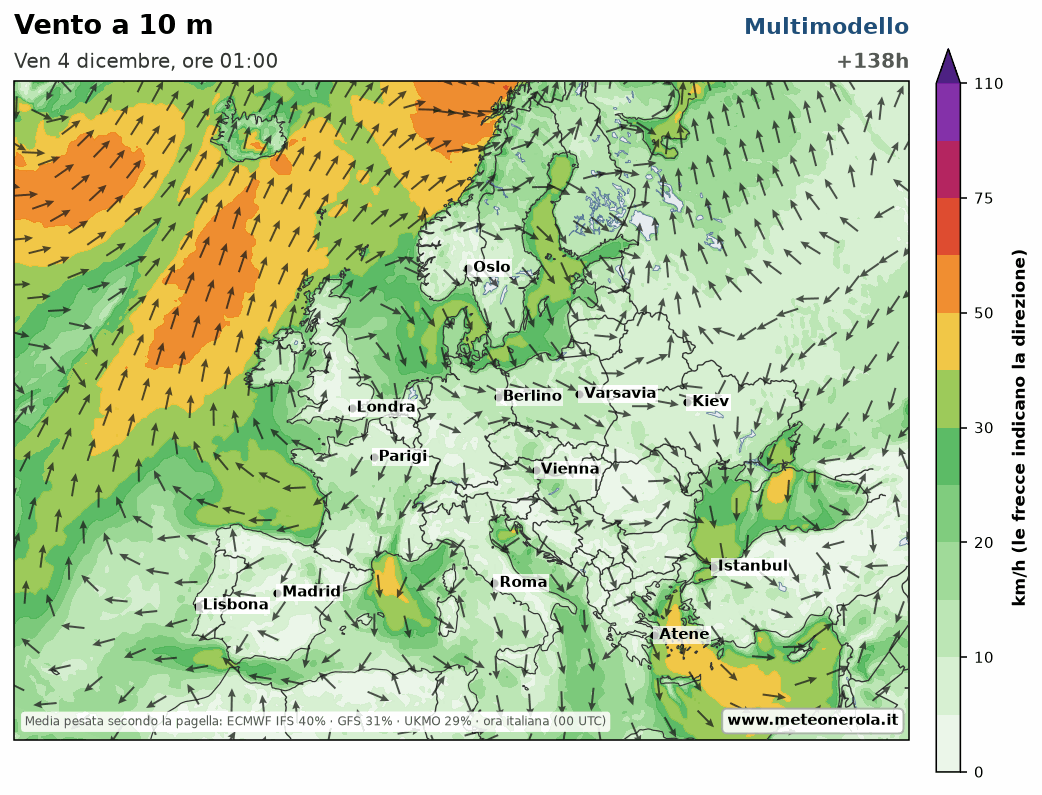 Vento a 10 m
Multimodello
Ven 4 dicembre, ore 01:00
+138h
110
75
50
30
20
10
0
km/h (le frecce indicano la direzione)
Oslo
Berlino
Varsavia
Kiev
Londra
Parigi
Vienna
Istanbul
Roma
Madrid
Lisbona
Atene
Media pesata secondo la pagella: ECMWF IFS 40% · GFS 31% · UKMO 29% · ora italiana (00 UTC)
www.meteonerola.it